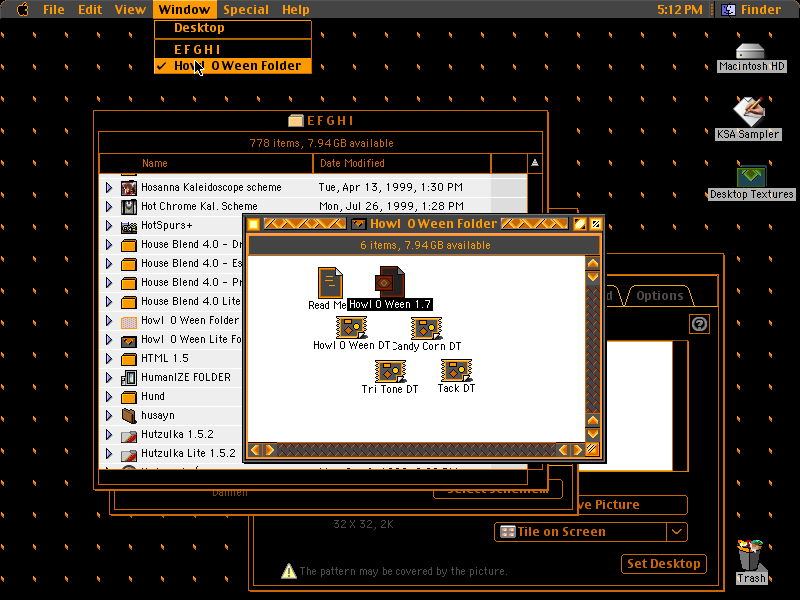 File Edit View Window Special Help 5:12 PM Finder
Desktop
E F G H I
✓ Howl O Ween Folder
Macintosh HD
KSA Sampler
Desktop Textures
Trash
E F G H I
778 items, 7.94 GB available
Name Date Modified
Hosanna Kaleidoscope scheme Tue, Apr 13, 1999, 1:30 PM
Hot Chrome Kal. Scheme Mon, Jul 26, 1999, 1:28 PM
HotSpurs+
House Blend 4.0 - Dr
House Blend 4.0 - Es
House Blend 4.0 - Pr
House Blend 4.0 Lite
Howl O Ween Folder
Howl O Ween Lite Fo
HTML 1.5
HumanIZE FOLDER
Hund
husayn
Hutzulka 1.5.2
Hutzulka Lite 1.5.2
Howl O Ween Folder
6 items, 7.94 GB available
Read Me
Howl O Ween 1.7
Howl O Ween DT
Candy Corn DT
Tri Tone DT
Tack DT
d Options
Damien
ve Picture
32 X 32, 2K
Tile on Screen
Set Desktop
The pattern may be covered by the picture.